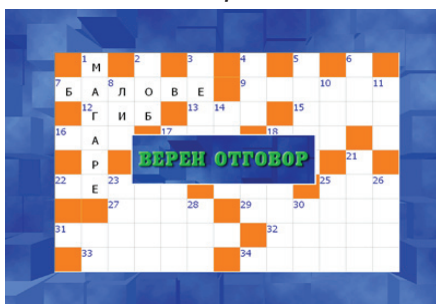 1 М 2 3 4 5 6
7 Б А 8 Л О В Е 9 10 11
12 Г И Б 13 14 15
16 А 17 18
Р ВЕРЕН ОТГОВОР 21
22 Е 23 25 26
27 28 29 30
31 32
33 34